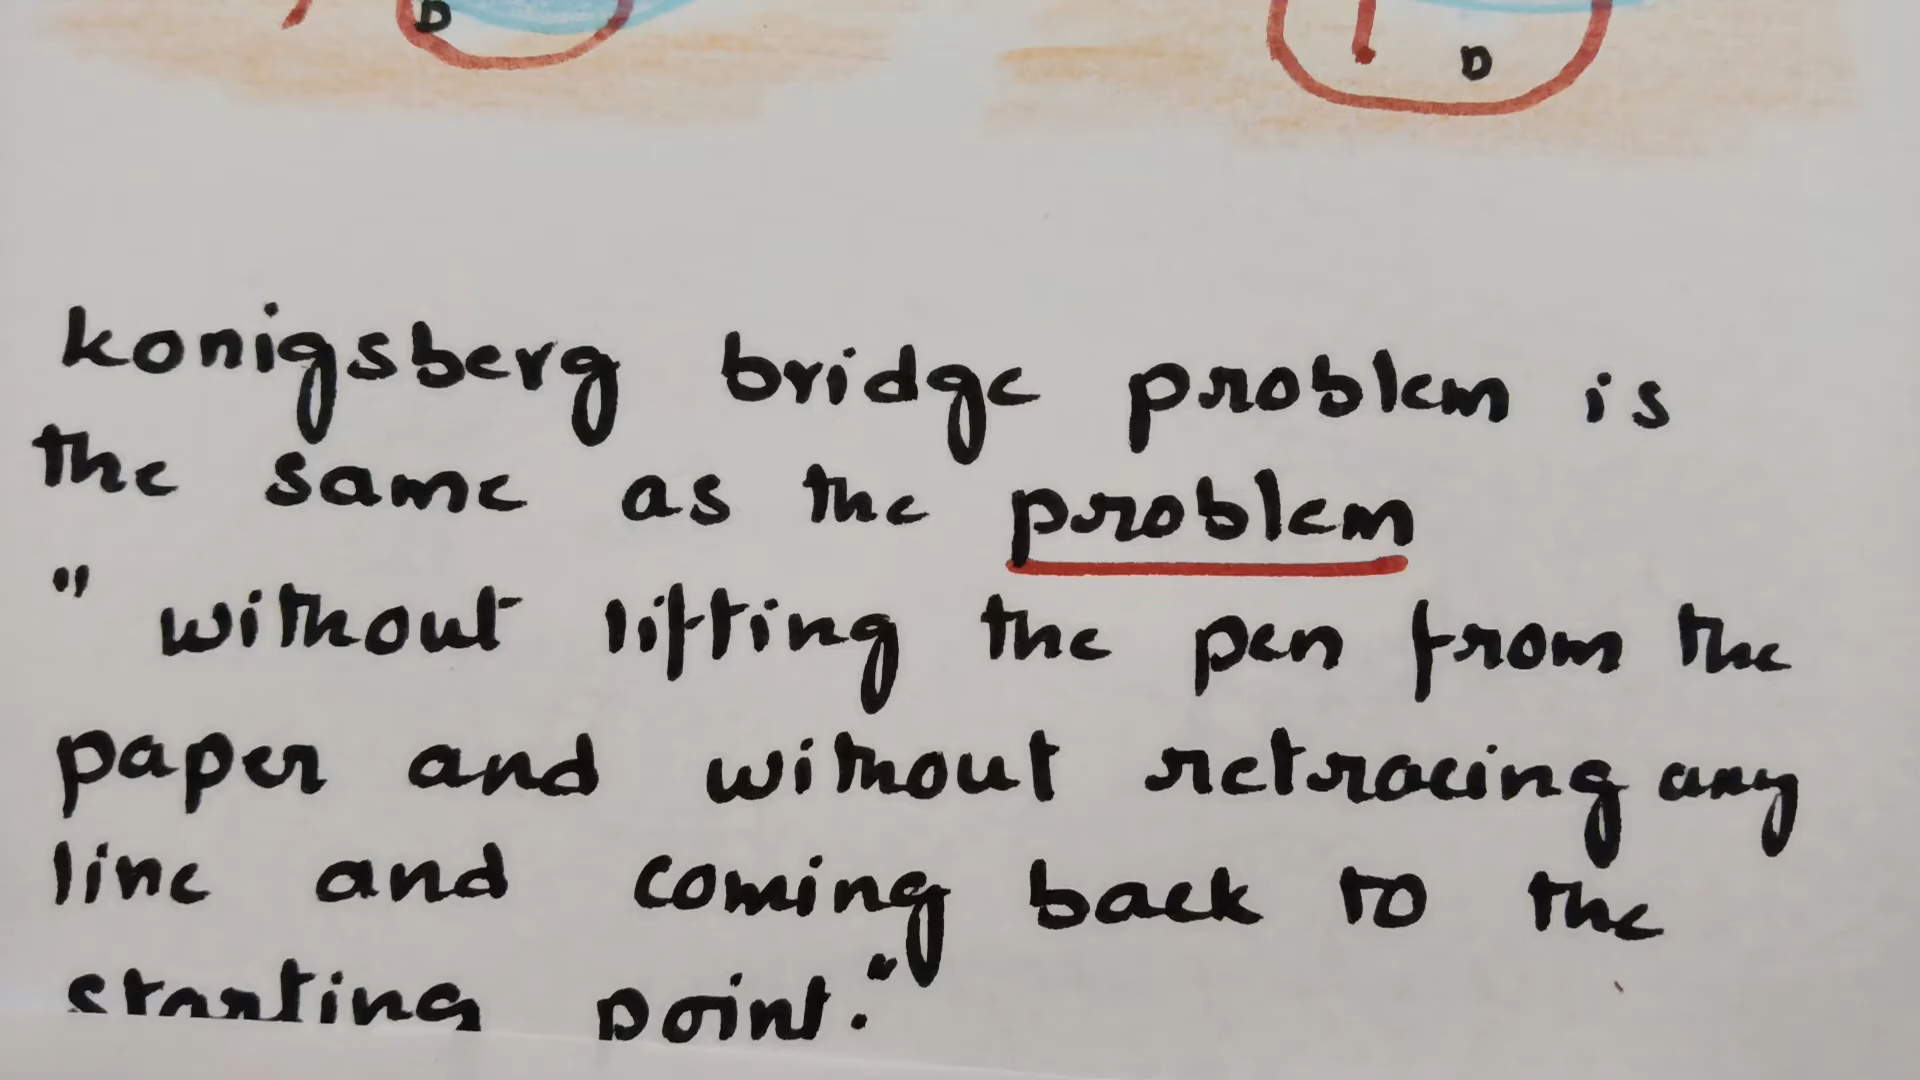 D
D
konigsberg bridge problem is
the same as the problem
" without lifting the pen from the
paper and without retracing any
line and coming back to the
starting point."